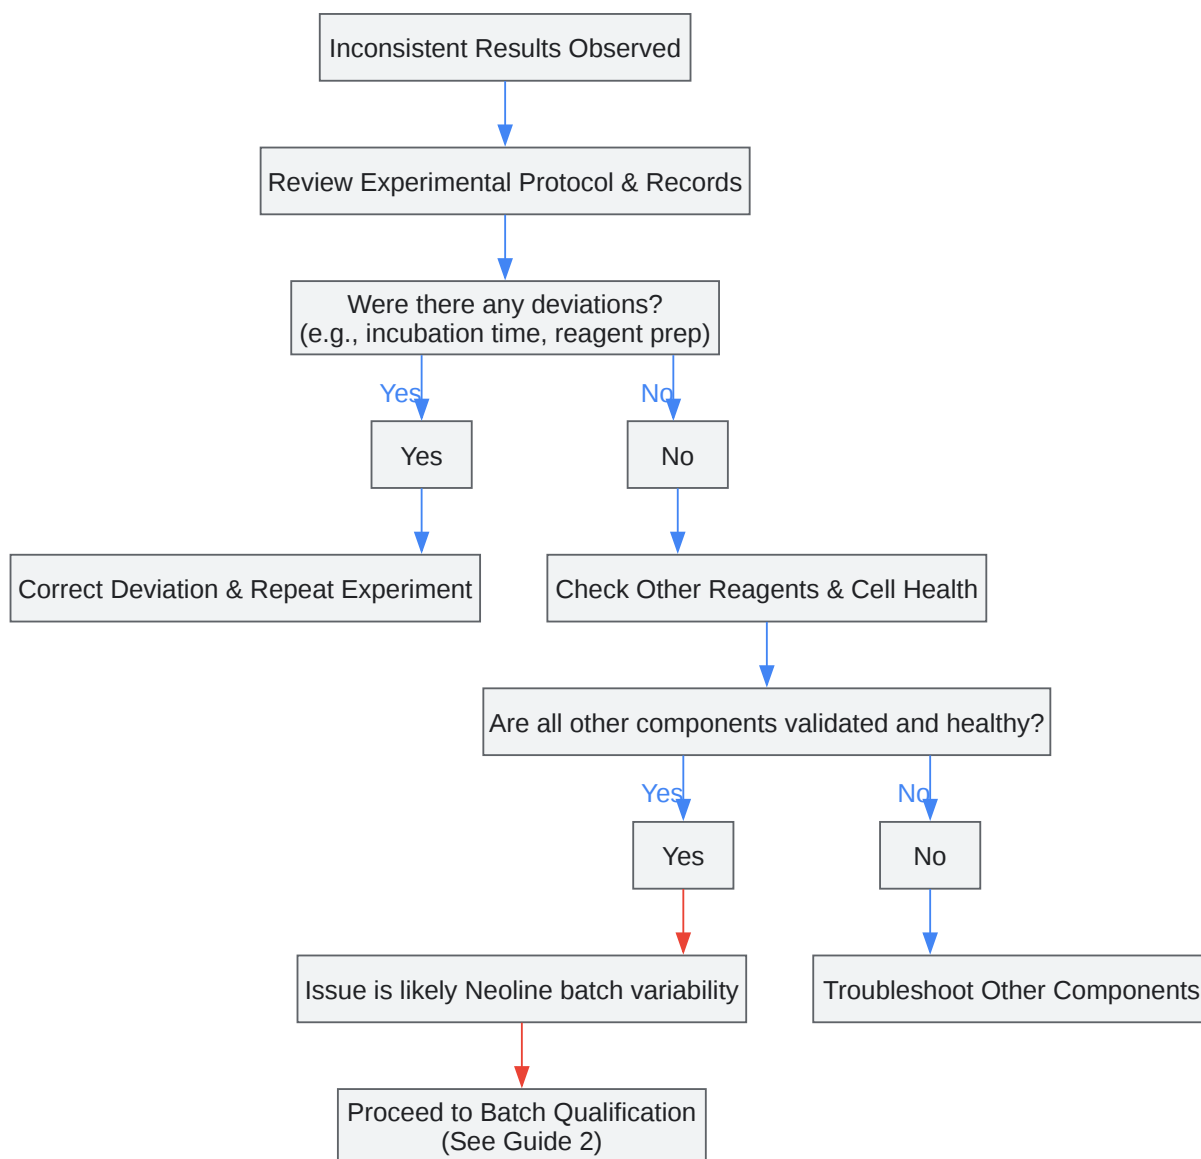 Inconsistent Results Observed
Review Experimental Protocol & Records
Were there any deviations?
(e.g., incubation time, reagent prep)
Yes
No
Yes
No
Correct Deviation & Repeat Experiment
Check Other Reagents & Cell Health
Are all other components validated and healthy?
Yes
No
Yes
No
Issue is likely Neoline batch variability
Troubleshoot Other Components
Proceed to Batch Qualification
(See Guide 2)